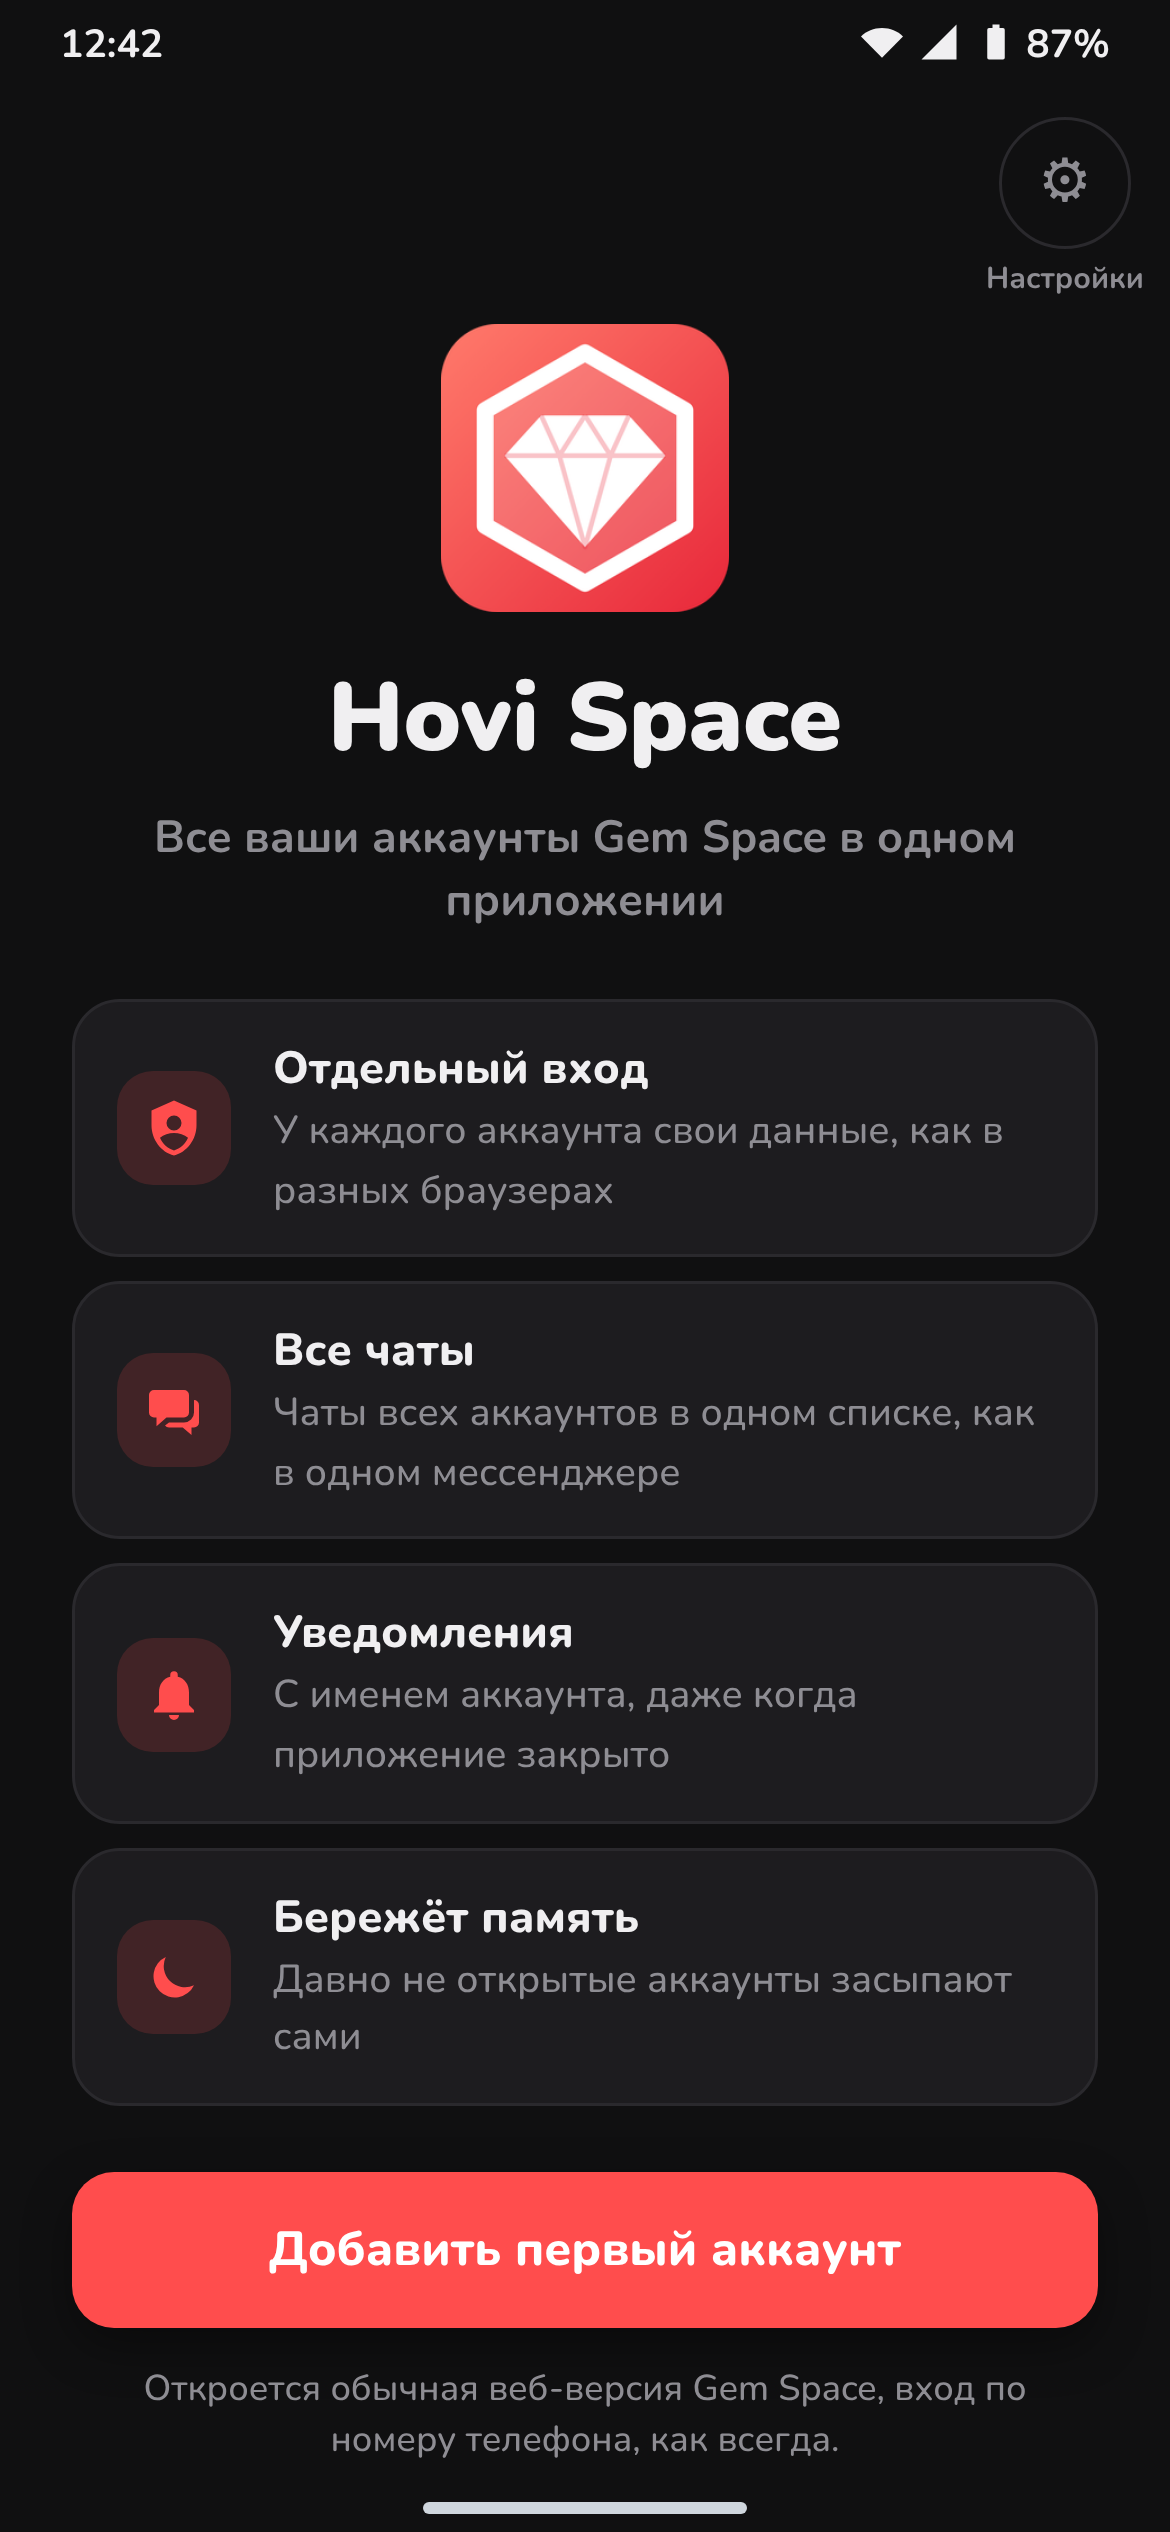 12:42
87%
Настройки
Hovi Space
Все ваши аккаунты Gem Space в одном
приложении
Отдельный вход
У каждого аккаунта свои данные, как в
разных браузерах
Все чаты
Чаты всех аккаунтов в одном списке, как
в одном мессенджере
Уведомления
С именем аккаунта, даже когда
приложение закрыто
Бережёт память
Давно не открытые аккаунты засыпают
сами
Добавить первый аккаунт
Откроется обычная веб-версия Gem Space, вход по
номеру телефона, как всегда.